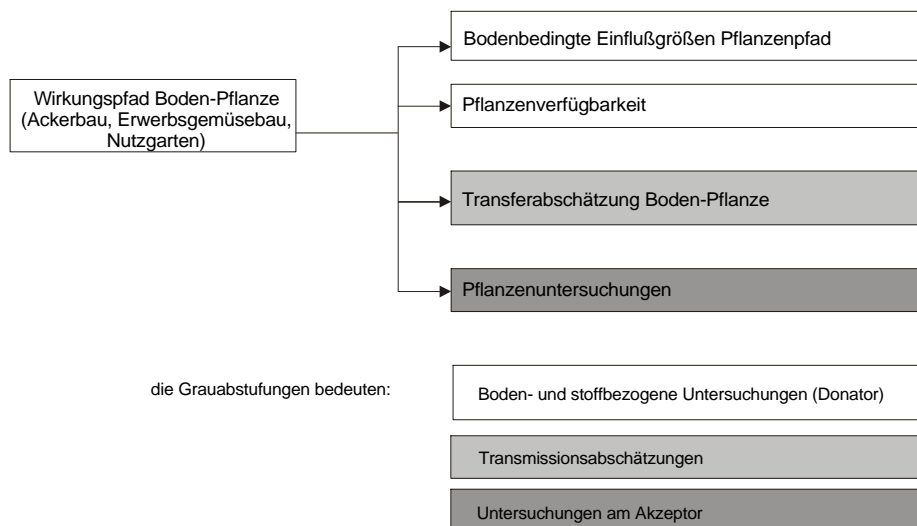 Bodenbedingte Einflußgrößen Pflanzenpfad
Wirkungspfad Boden-Pflanze
(Ackerbau, Erwerbsgemüsebau,
Nutzgarten)
Pflanzenverfügbarkeit
Transferabschätzung Boden-Pflanze
Pflanzenuntersuchungen
die Grauabstufungen bedeuten:
Boden- und stoffbezogene Untersuchungen (Donator)
Transmissionsabschätzungen
Untersuchungen am Akzeptor